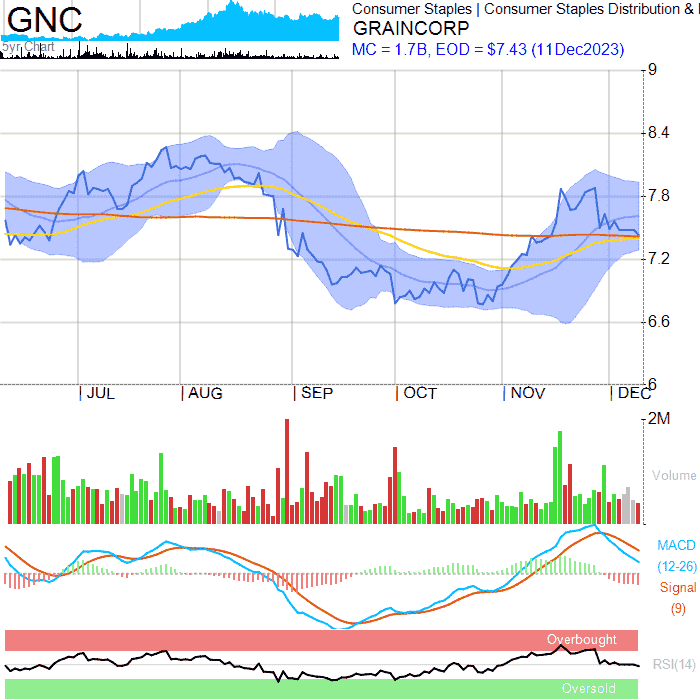 GNC
5yr Chart
Consumer Staples | Consumer Staples Distribution &
GRAINCORP
MC = 1.7B, EOD = $7.43 (11Dec2023)
9
8.4
7.8
7.2
6.6
6
| JUL | AUG | SEP | OCT | NOV | DEC
2M
Volume
MACD
(12-26)
Signal
(9)
Overbought
RSI(14)
Oversold